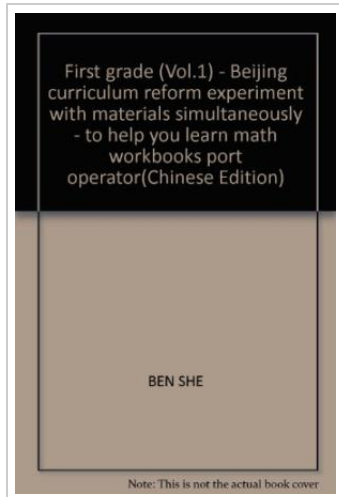 First grade (Vol.1) - Beijing
curriculum reform experiment
with materials simultaneously
- to help you learn math
workbooks port
operator(Chinese Edition)
BEN SHE
Note: This is not the actual book cover